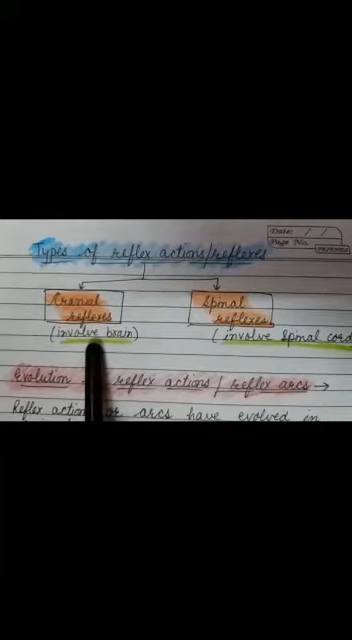 Date: / /
Page No.
Types of reflex actions/reflexes
Cranial reflexes
Spinal reflexes
(involve brain)
(involve Spinal cord
Evolution reflex actions / reflex arcs →
Reflex action or arcs have evolved in